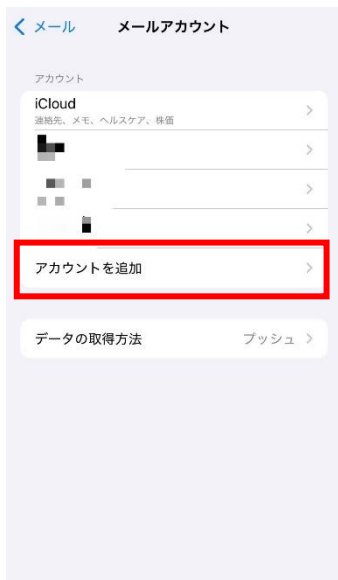 メール メールアカウント
アカウント
iCloud
連絡先、メモ、ヘルスケア、株価
アカウントを追加
データの取得方法 プッシュ